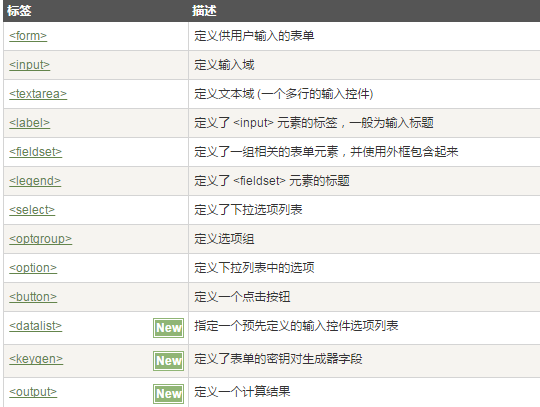 标签 描述
<form> 定义供用户输入的表单
<input> 定义输入域
<textarea> 定义文本域 (一个多行的输入控件)
<label> 定义了 <input> 元素的标签，一般为输入标题
<fieldset> 定义了一组相关的表单元素，并使用外框包含起来
<legend> 定义了 <fieldset> 元素的标题
<select> 定义了下拉选项列表
<optgroup> 定义选项组
<option> 定义下拉列表中的选项
<button> 定义一个点击按钮
<datalist> New 指定一个预先定义的输入控件选项列表
<keygen> New 定义了表单的密钥对生成器字段
<output> New 定义一个计算结果